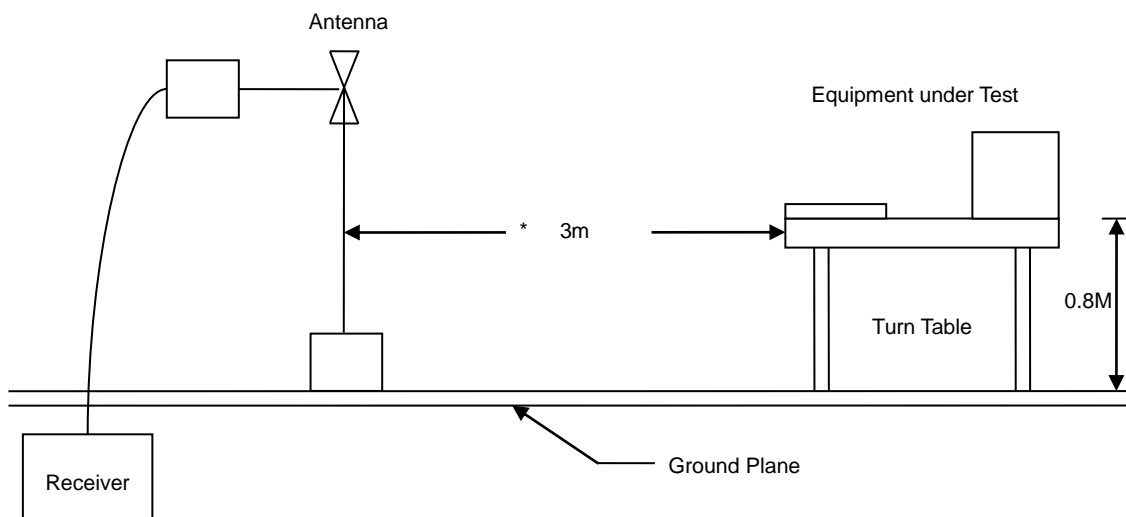 Antenna
Equipment under Test
* 3m
0.8M
Turn Table
Ground Plane
Receiver